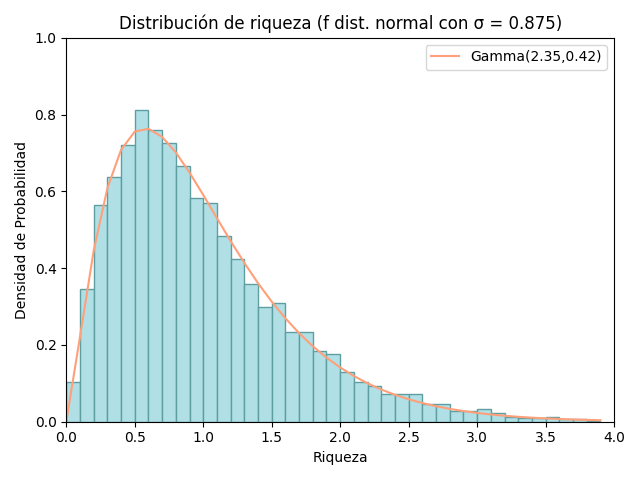 Distribución de riqueza (f dist. normal con σ = 0.875)
Gamma(2.35,0.42)
Densidad de Probabilidad
1.0
0.8
0.6
0.4
0.2
0.0
0.0 0.5 1.0 1.5 2.0 2.5 3.0 3.5 4.0
Riqueza